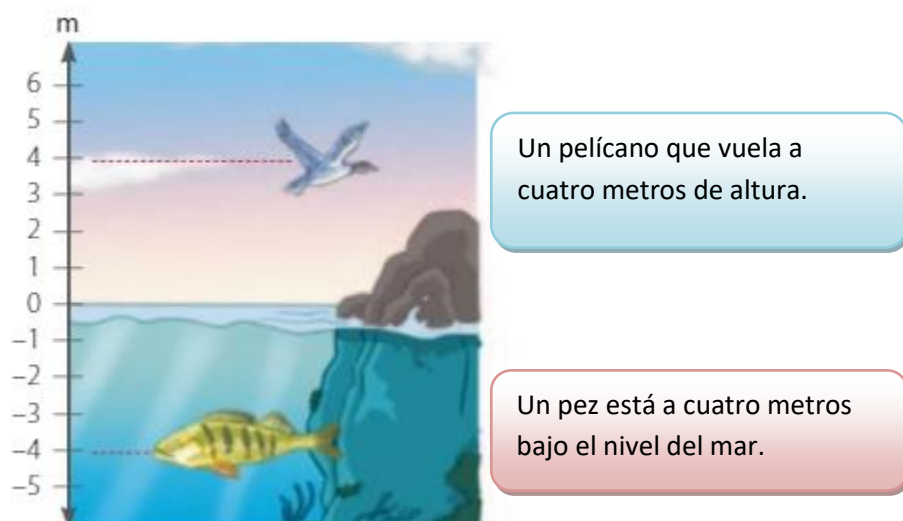 m
6
5
4
3
2
1
0
–1
–2
–3
–4
–5
Un pelícano que vuela a
cuatro metros de altura.
Un pez está a cuatro metros
bajo el nivel del mar.